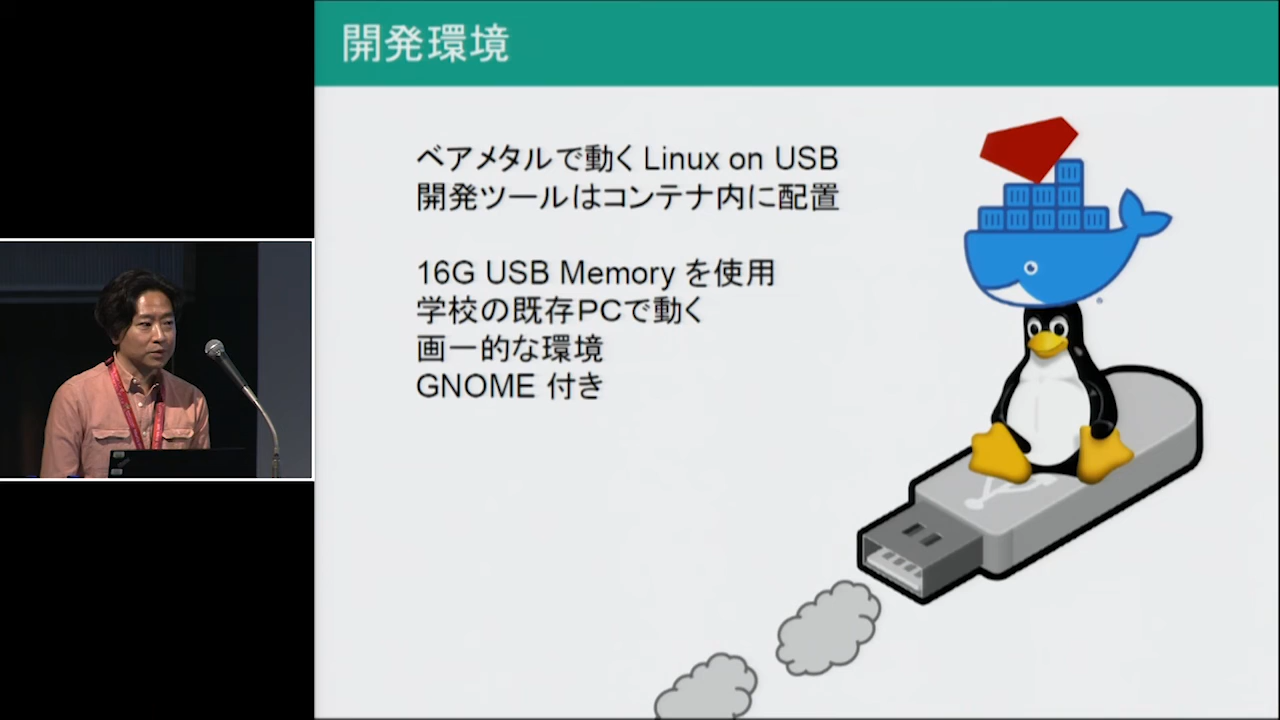 開発環境
ベアメタルで動く Linux on USB
開発ツールはコンテナ内に配置
16G USB Memory を使用
学校の既存PCで動く
画一的な環境
GNOME 付き